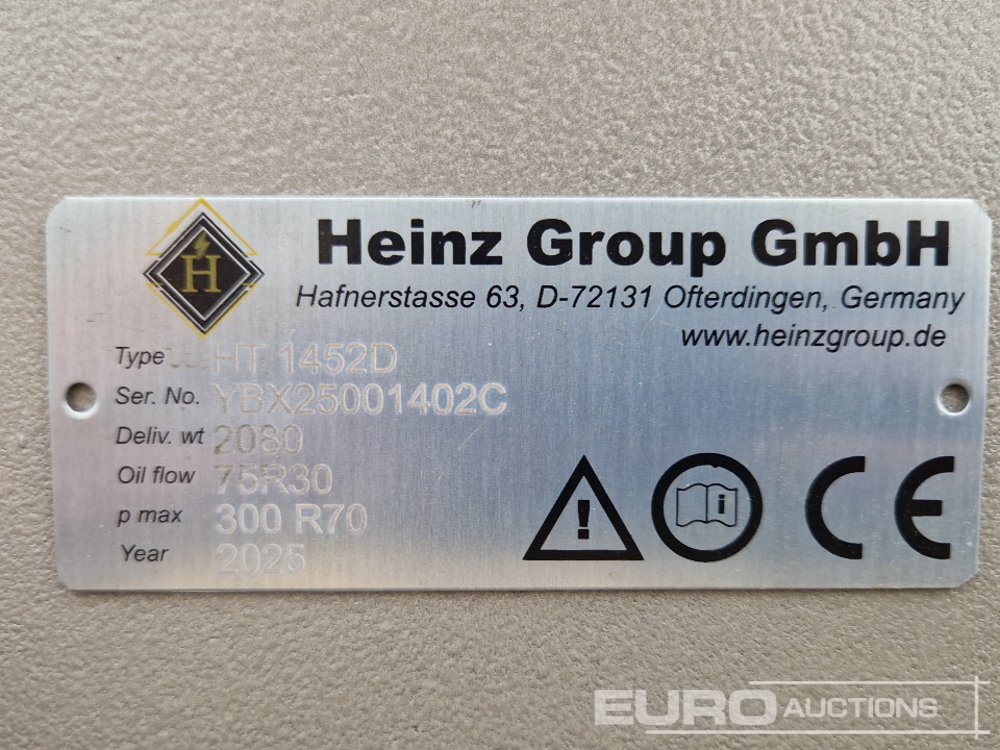 H
Heinz Group GmbH
Hafnerstasse 63, D-72131 Ofterdingen, Germany
www.heinzgroup.de
Type HT 1452D
Ser. No. YBX25001402C
Deliv. wt 2080
Oil flow 75R30
p max 300 R70
Year 2025
i
CE
EURO AUCTIONS